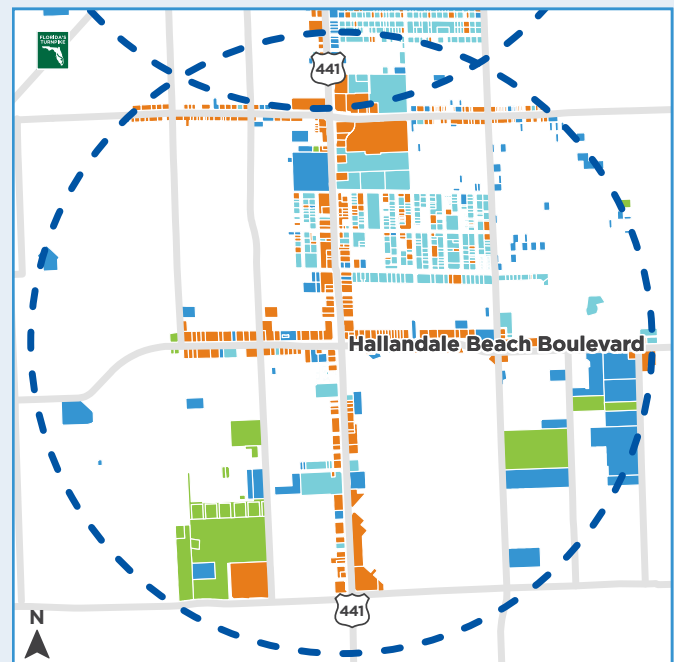 FLORIDA'S
TURNPIKE
441
Hallandale Beach Boulevard
441
N